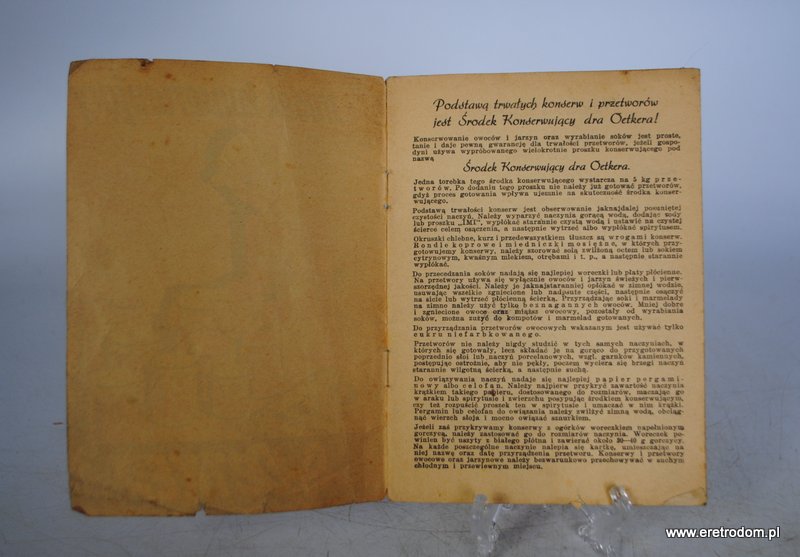 Podstawą trwałych konserw i przetworów
jest Środek Konserwujący dra Oetkera!
Konserwowanie owoców i jarzyn oraz wyrabianie soków jest proste,
tanie i daje pewną gwarancję dla trwałości przetworów, jeżeli gospo-
dyni używa wypróbowanego wielokrotnie proszku konserwującego pod
nazwą
Środek Konserwujący dra Oetkera.
Jedna torebka tego środka konserwującego wystarcza na 5 kg prze-
tworów. Po dodaniu tego proszku nie należy już gotować przetworów,
gdyż proces gotowania wpływa ujemnie na skuteczność środka konser-
wującego.
Podstawą trwałości konserw jest obserwowanie jaknajdalej posuniętej
czystości naczyń. Należy wyparzyć naczynia gorącą wodą, dodając sody
lub proszku „IMI", wypłókać starannie czystą wodą i ustawić na czystej
ścierce celem osączenia, a następnie wytrzeć albo wypłókać spirytusem.
Okruszki chlebne, kurz i przedewszystkiem tłuszcz są wrogami konserw.
Rondle koprowe i miedniczki mosiężne, w których przy-
gotowujemy konserwy, należy szorować solą zwilżoną octem lub sokiem
cytrynowym, kwaśnym mlekiem, otrębami i t. p., a następnie starannie
wypłókać.
Do przecedzania soków nadają się najlepiej woreczki lub płaty płócienne.
Na przetwory używa się wyłącznie owoców i jarzyn świeżych i pierw-
szorzędnej jakości. Należy je jaknajstaranniej opłókać w zimnej wodzie,
usuwając wszelkie zgniecione lub nadpsute części, następnie osączyć
na sicie lub wytrzeć płócienną ścierką. Przyrządzając soki i marmelady
na zimno należy użyć tylko beznagannych owoców. Mniej dobre
i zgniecione owoce oraz miąższ owocowy, pozostały od wyrabiania
soków, można zużyć do kompotów i marmelad gotowanych.
Do przyrządzania przetworów owocowych wskazanym jest używać tylko
cukru niefarbkowanego.
Przetworów nie należy nigdy studzić w tych samych naczyniach, w
których się gotowały, lecz składać je na gorąco do przygotowanych
poprzednio słoi lub naczyń porcelanowych, wzgl. garnków kamiennych,
postępując ostrożnie, aby nie pękły, poczem wyciera się brzegi naczyń
starannie wilgotną ścierką, a następnie suchą.
Do owiązywania naczyń nadaje się najlepiej papier pergami-
nowy albo celofan. Należy najpierw przykryć zawartość naczynia
krążkiem takiego papieru, dostosowanego do rozmiarów, maczając go
w araku lub spirytusie i zwierzchu posypując środkiem konserwującym,
czy też rozpuścić proszek ten w spirytusie i umaczać w nim krążki.
Pergamin lub celofan do owiązania należy zwilżyć zimną wodą, obciąg-
nąć wierzch słoja i mocno owiązać sznurkiem.
Jeżeli zaś przykrywamy konserwy z ogórków woreczkiem napełnionym
gorczycą, należy zastosować go do rozmiarów naczynia. Woreczek po-
winien być uszyty z białego płótna i zawierać około 30—40 g gorczycy.
Na każde poszczególne naczynie nalepia się kartkę, umieszczając na
niej nazwę oraz datę przyrządzenia przetworu. Konserwy i przetwory
owocowe oraz jarzynowe należy bezwarunkowo przechowywać w suchym
chłodnym i przewiewnym miejscu.
www.eretrodom.pl